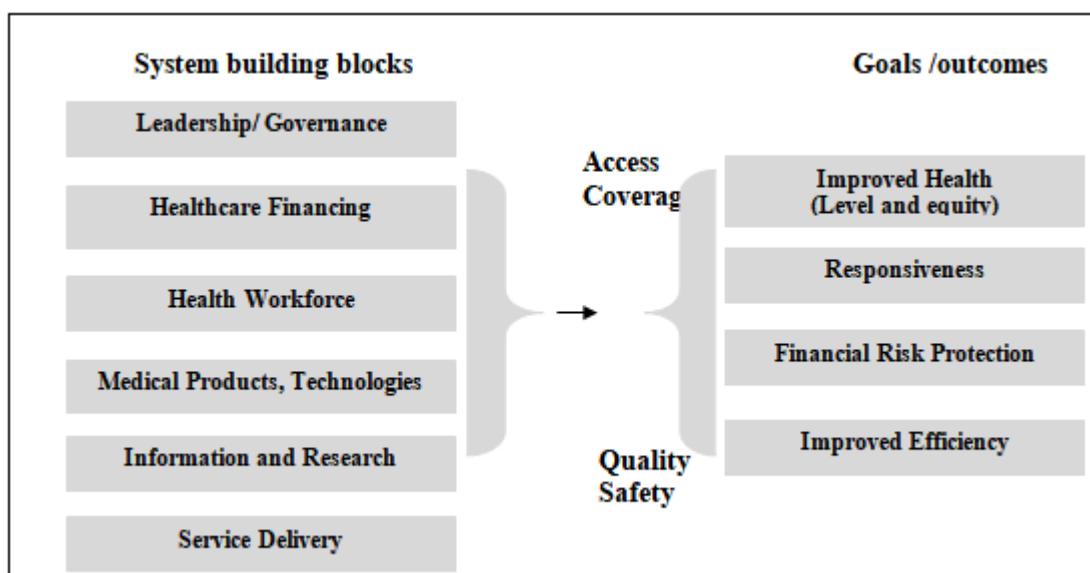 System building blocks
Leadership/ Governance
Healthcare Financing
Health Workforce
Medical Products, Technologies
Information and Research
Service Delivery
Access
Coverag
Quality
Safety
Goals /outcomes
Improved Health
(Level and equity)
Responsiveness
Financial Risk Protection
Improved Efficiency